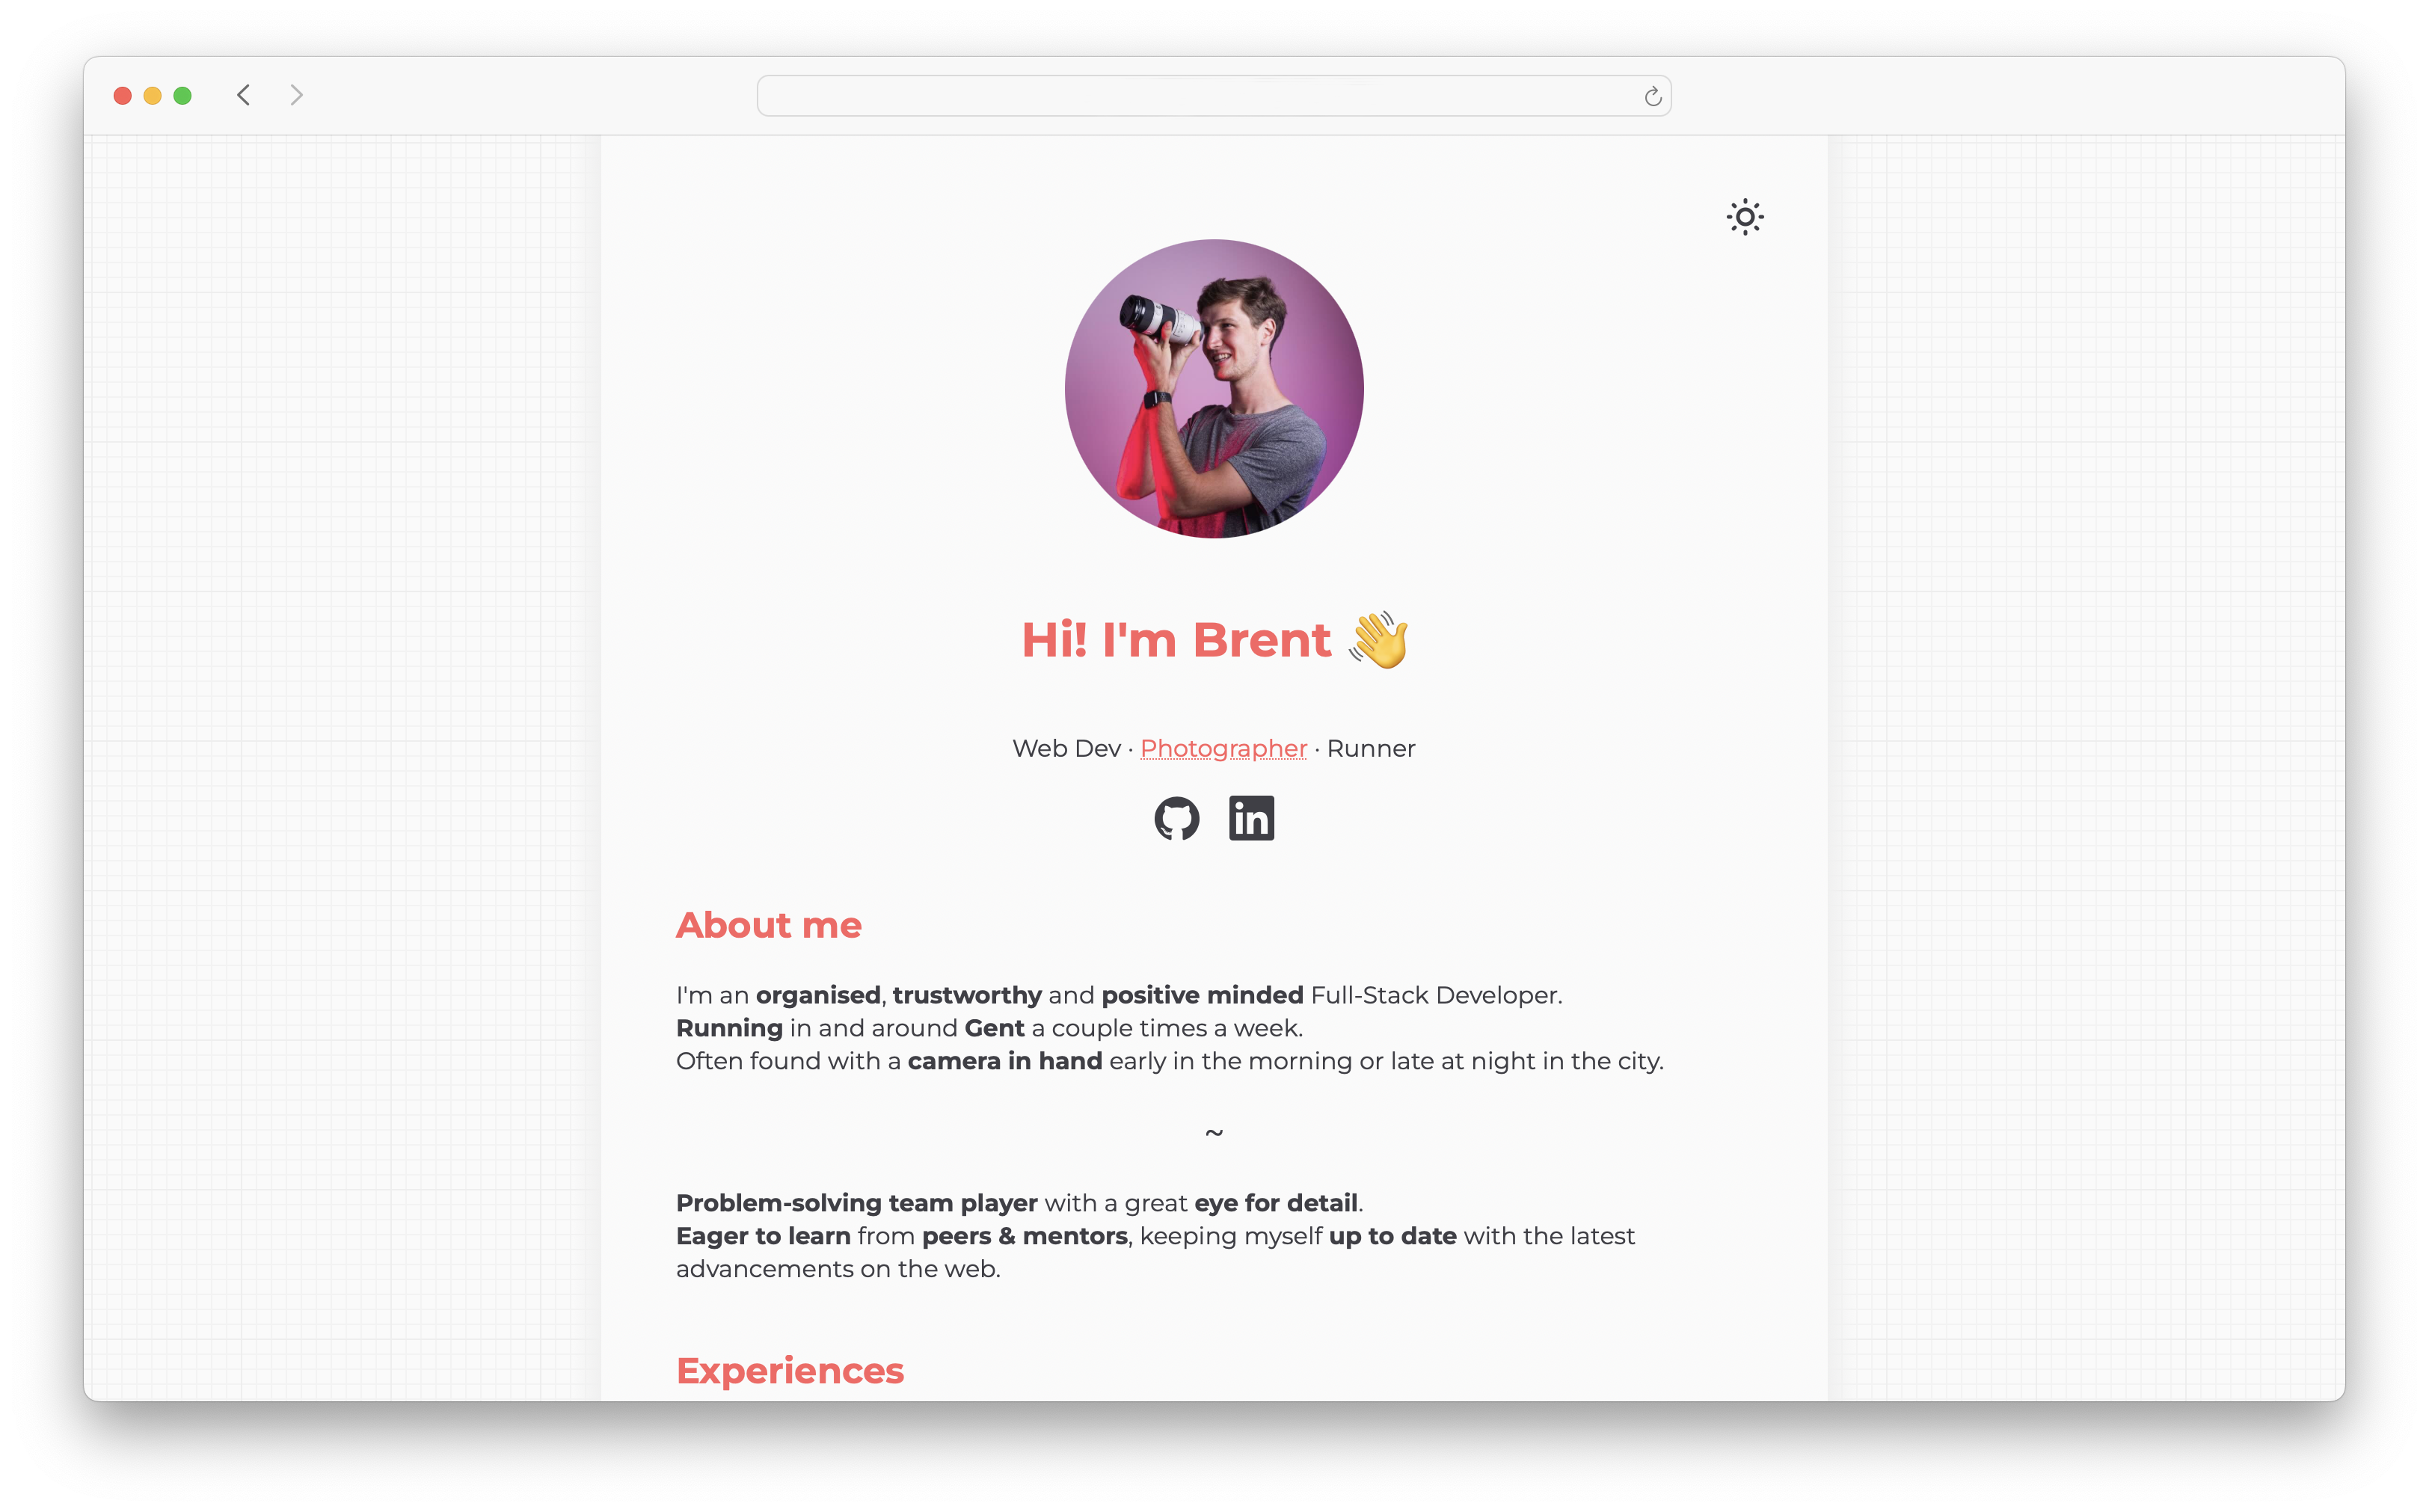 Hi! I'm Brent 👋
Web Dev · Photographer · Runner
in
About me
I'm an organised, trustworthy and positive minded Full-Stack Developer.
Running in and around Gent a couple times a week.
Often found with a camera in hand early in the morning or late at night in the city.
~
Problem-solving team player with a great eye for detail.
Eager to learn from peers & mentors, keeping myself up to date with the latest
advancements on the web.
Experiences